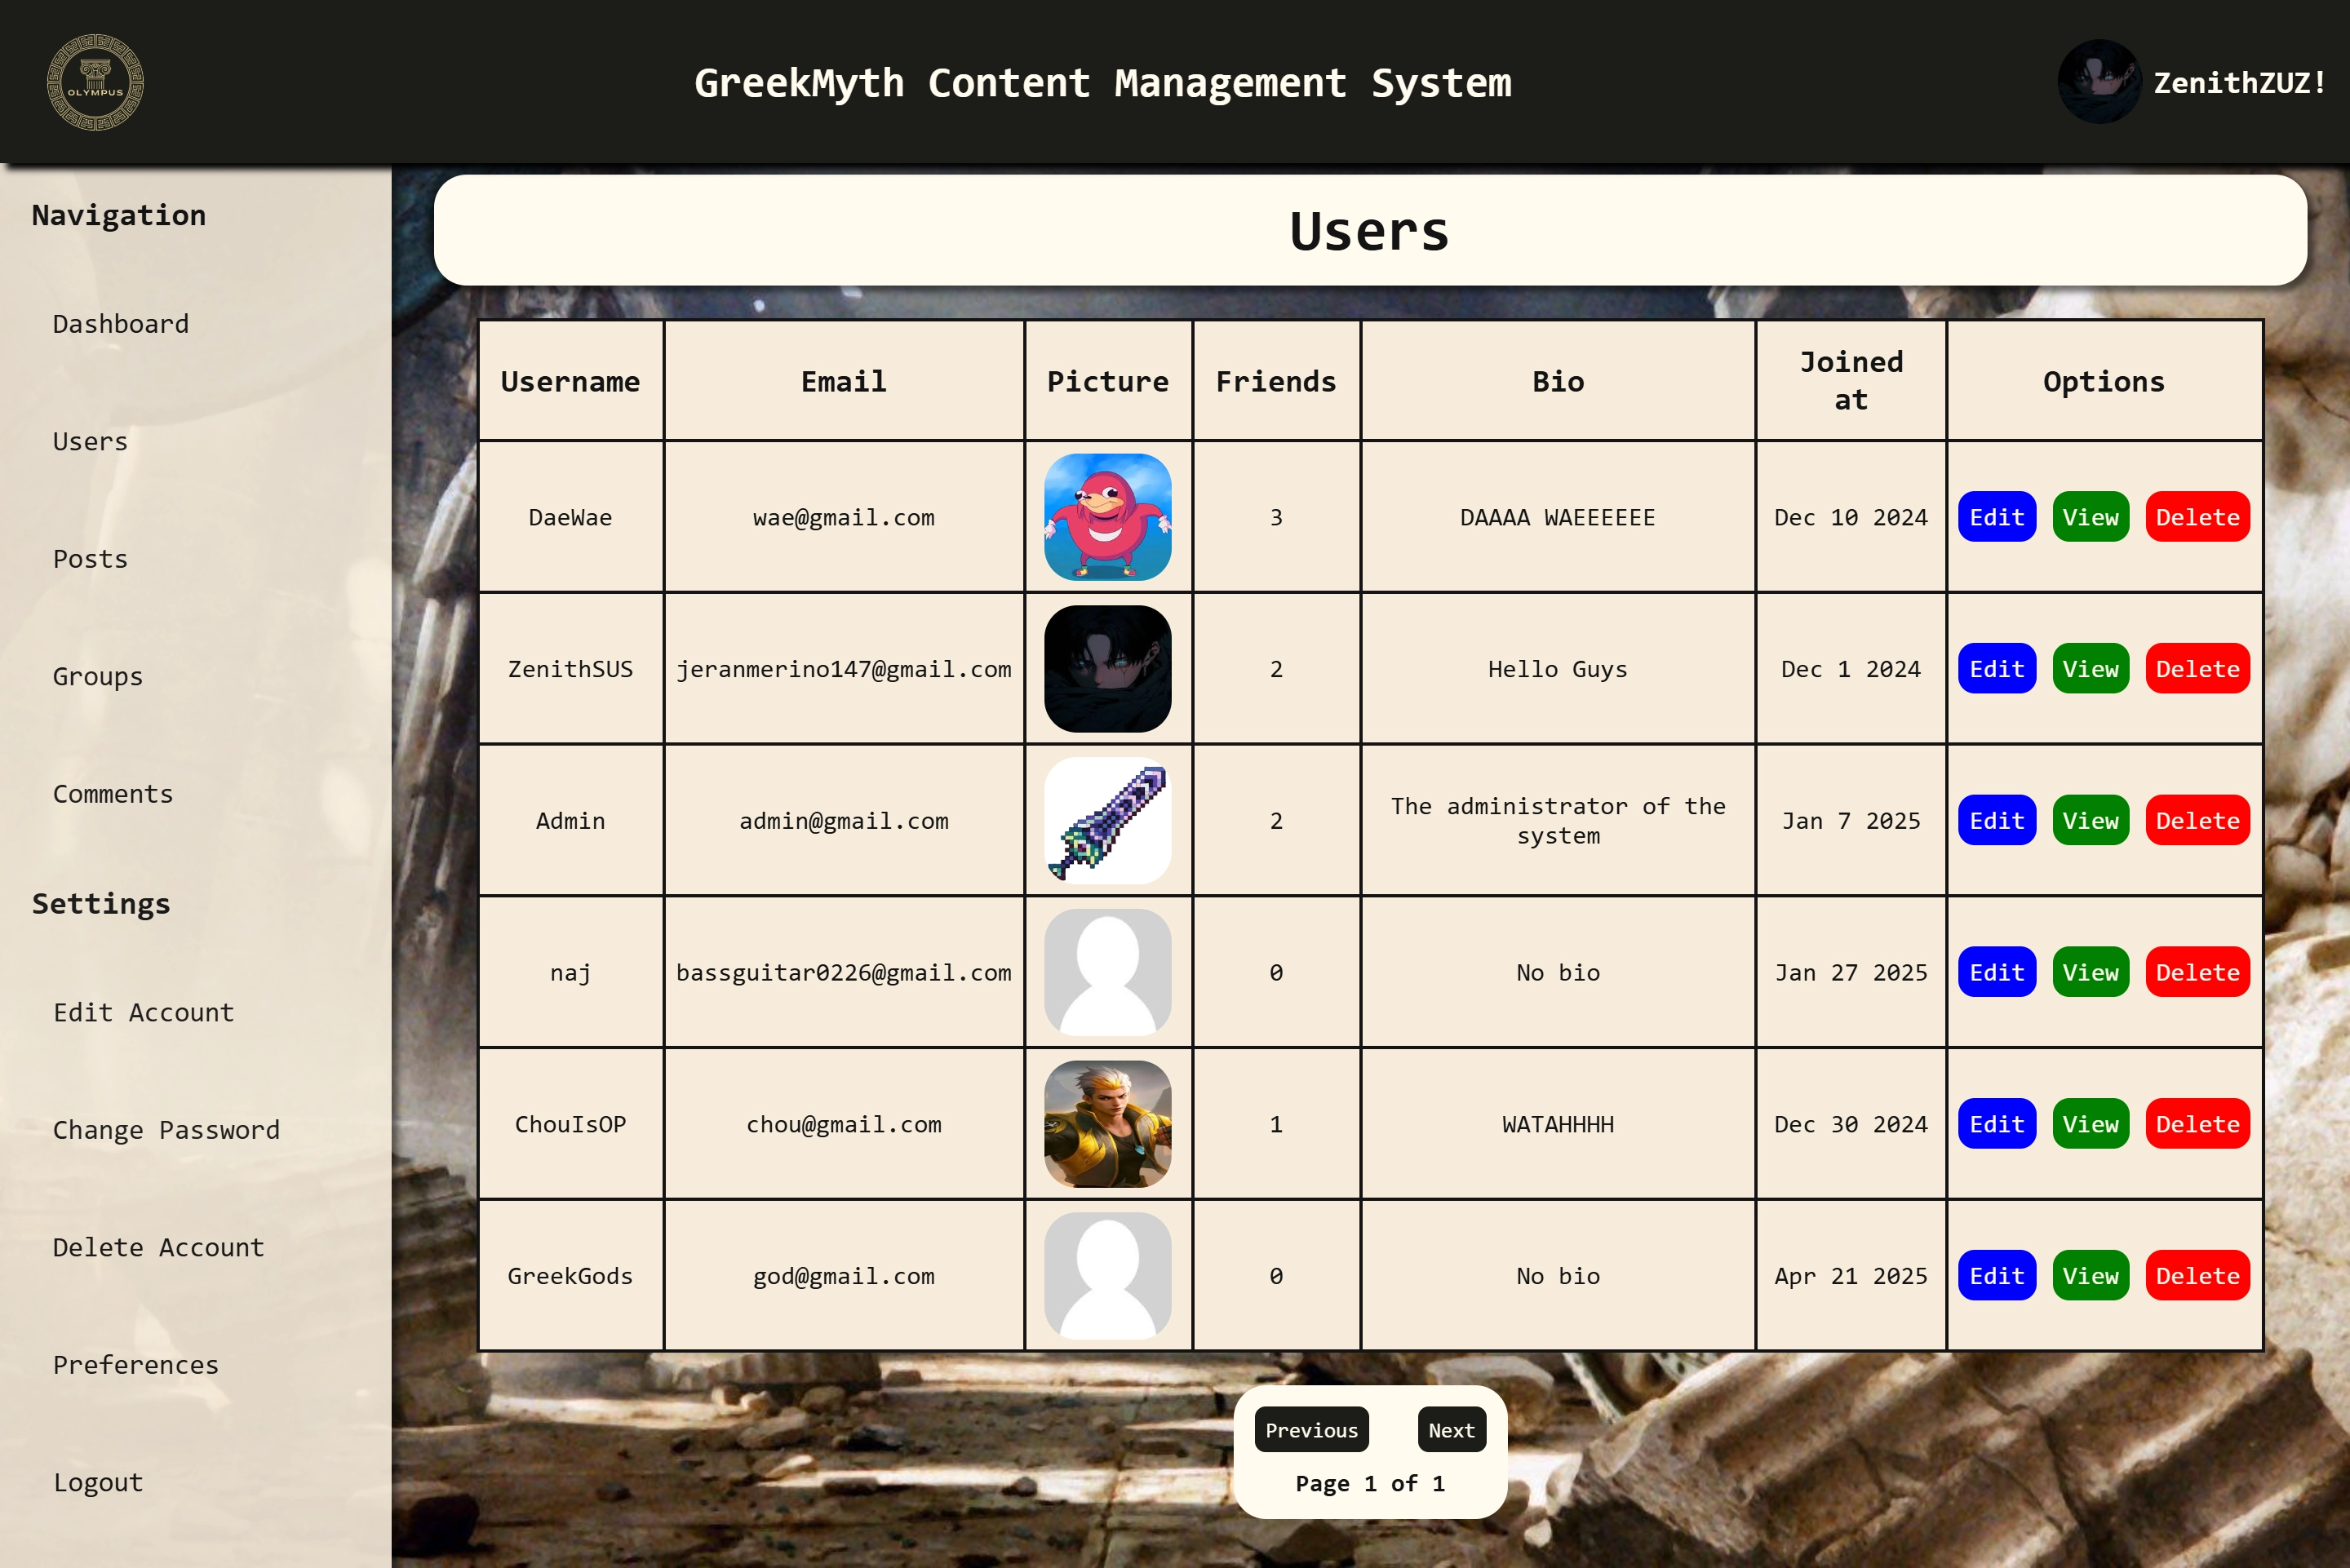 OLYMPUS
GreekMyth Content Management System
ZenithZUZ!
Navigation
Dashboard
Users
Posts
Groups
Comments
Settings
Edit Account
Change Password
Delete Account
Preferences
Logout
Users
Username Email Picture Friends Bio Joined
at Options
DaeWae wae@gmail.com 3 DAAAA WAEEEEEE Dec 10 2024 Edit View Delete
ZenithSUS jeranmerino147@gmail.com 2 Hello Guys Dec 1 2024 Edit View Delete
Admin admin@gmail.com 2 The administrator of the
system Jan 7 2025 Edit View Delete
naj bassguitar0226@gmail.com 0 No bio Jan 27 2025 Edit View Delete
ChouIsOP chou@gmail.com 1 WATAHHHH Dec 30 2024 Edit View Delete
GreekGods god@gmail.com 0 No bio Apr 21 2025 Edit View Delete
Previous Next
Page 1 of 1